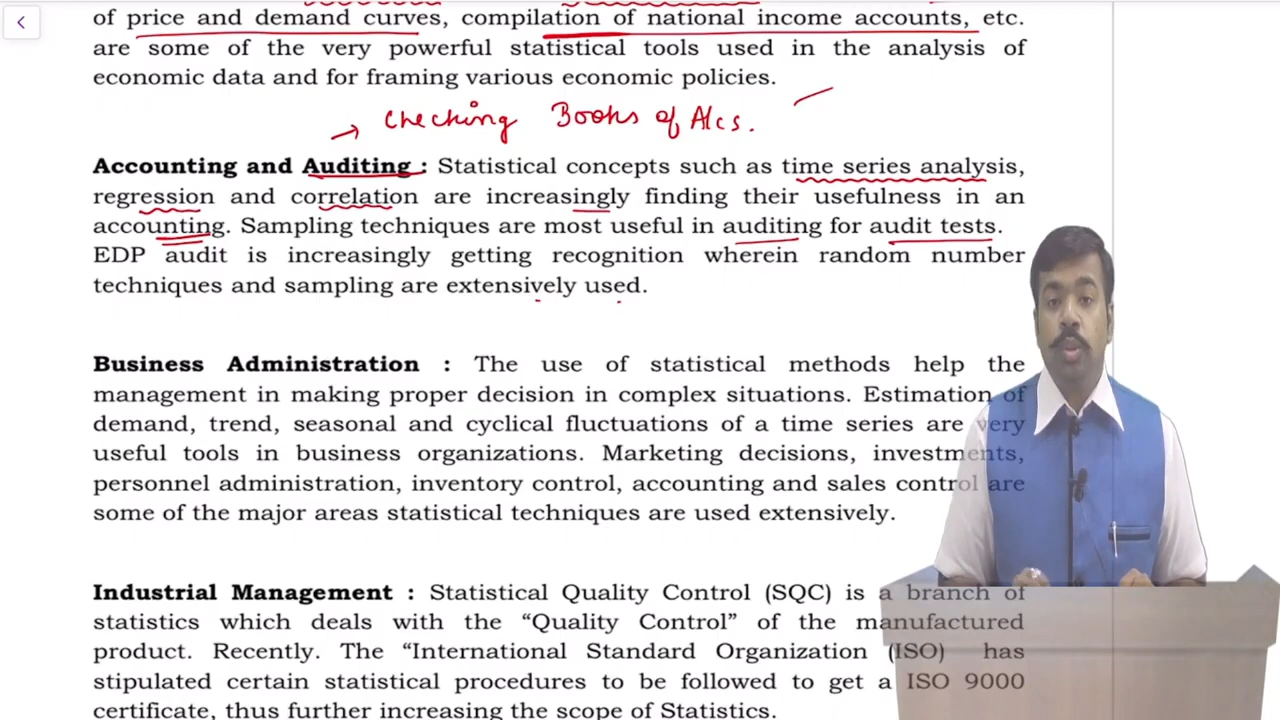 of price and demand curves, compilation of national income accounts, etc.
are some of the very powerful statistical tools used in the analysis of
economic data and for framing various economic policies.
→ Checking Books of A/cs.
Accounting and Auditing : Statistical concepts such as time series analysis,
regression and correlation are increasingly finding their usefulness in an
accounting. Sampling techniques are most useful in auditing for audit tests.
EDP audit is increasingly getting recognition wherein random number
techniques and sampling are extensively used.
Business Administration : The use of statistical methods help the
management in making proper decision in complex situations. Estimation of
demand, trend, seasonal and cyclical fluctuations of a time series are very
useful tools in business organizations. Marketing decisions, investments,
personnel administration, inventory control, accounting and sales control are
some of the major areas statistical techniques are used extensively.
Industrial Management : Statistical Quality Control (SQC) is a branch of
statistics which deals with the “Quality Control” of the manufactured
product. Recently. The “International Standard Organization (ISO) has
stipulated certain statistical procedures to be followed to get a ISO 9000
certificate, thus further increasing the scope of Statistics.